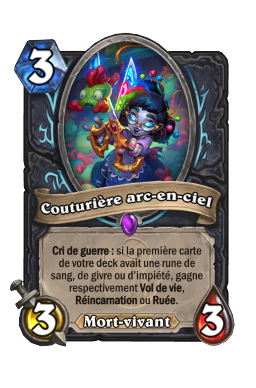 3
Couturière arc-en-ciel
Cri de guerre : si la première carte
de votre deck avait une rune de
sang, de givre ou d'impiété, gagne
respectivement Vol de vie,
Réincarnation ou Ruée.
3
Mort-vivant
3